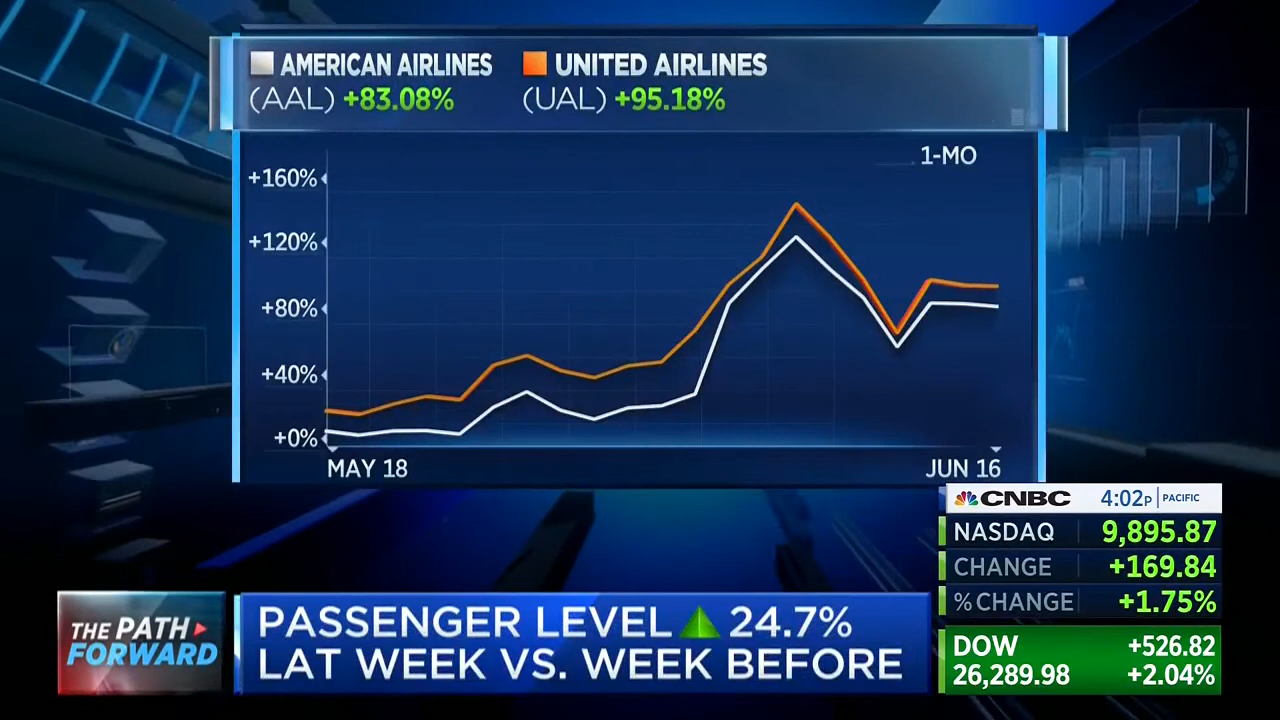 AMERICAN AIRLINES
(AAL) +83.08%
UNITED AIRLINES
(UAL) +95.18%
1-MO
+160%
+120%
+80%
+40%
+0%
MAY 18
JUN 16
CNBC 4:02P PACIFIC
NASDAQ 9,895.87
CHANGE +169.84
% CHANGE +1.75%
DOW +526.82
26,289.98 +2.04%
THE PATH
FORWARD
PASSENGER LEVEL 24.7%
LAT WEEK VS. WEEK BEFORE